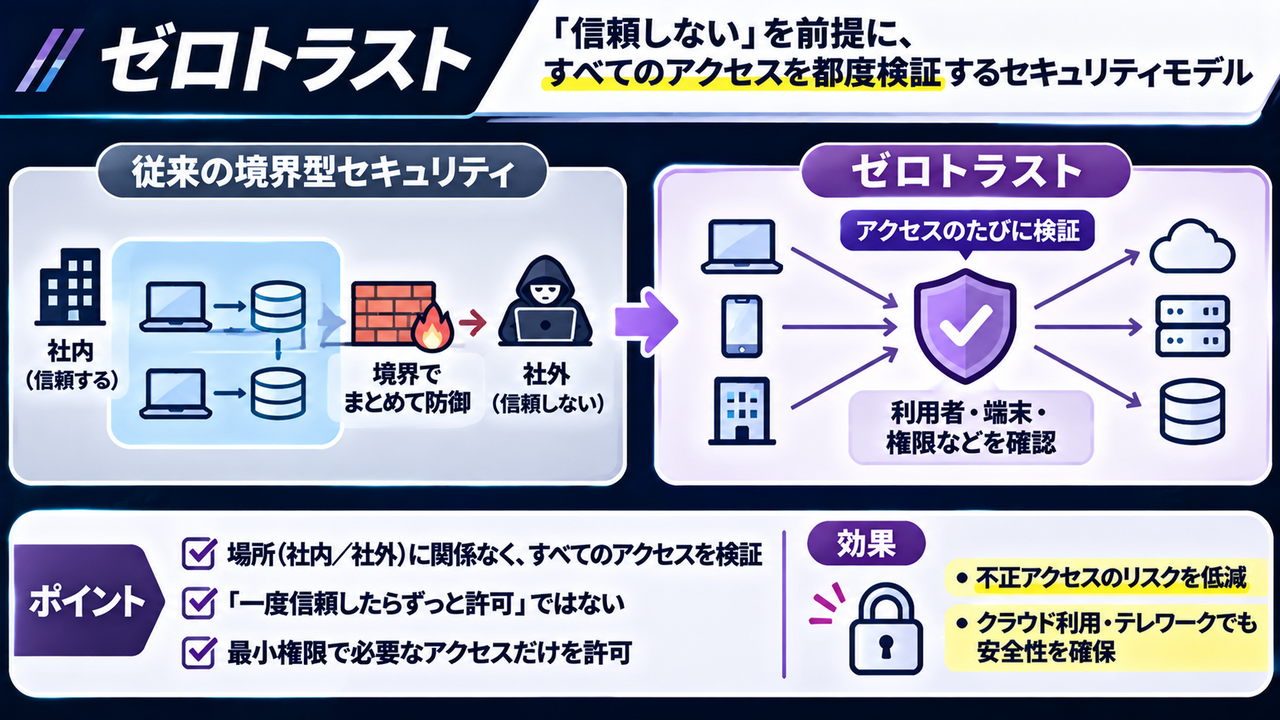 ゼロトラスト
「信頼しない」を前提に、
すべてのアクセスを都度検証するセキュリティモデル
従来の境界型セキュリティ
社内
（信頼する）
境界で
まとめて防御
社外
（信頼しない）
ゼロトラスト
アクセスのたびに検証
利用者・端末・
権限などを確認
ポイント
場所（社内／社外）に関係なく、すべてのアクセスを検証
「一度信頼したらずっと許可」ではない
最小権限で必要なアクセスだけを許可
効果
• 不正アクセスのリスクを低減
• クラウド利用・テレワークでも
安全性を確保